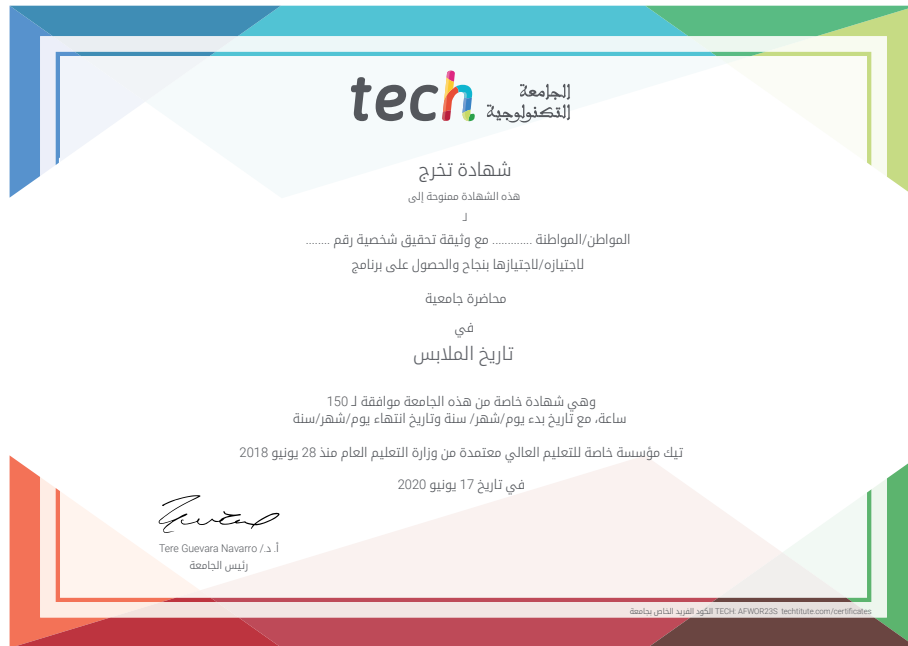 tech الجامعة
التكنولوجية
شهادة تخرج
هذه الشهادة ممنوحة إلى
لـ
المواطن/المواطنة ............. مع وثيقة تحقيق شخصية رقم ........
لاجتيازه/لاجتيازها بنجاح والحصول على برنامج
محاضرة جامعية
في
تاريخ الملابس
وهي شهادة خاصة من هذه الجامعة موافقة لـ 150
ساعة، مع تاريخ بدء يوم/شهر/ سنة وتاريخ انتهاء يوم/شهر/سنة
تيك مؤسسة خاصة للتعليم العالي معتمدة من وزارة التعليم العام منذ 28 يونيو 2018
في تاريخ 17 يونيو 2020
أ. د./ Tere Guevara Navarro
رئيس الجامعة
الكود الفريد الخاص بجامعة TECH: AFWOR23S techtitute.com/certificates